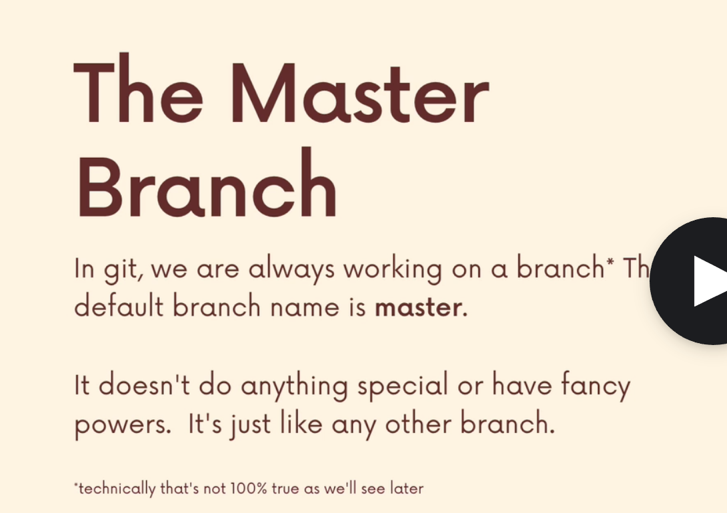 The Master
Branch
In git, we are always working on a branch* Th
default branch name is master.
It doesn't do anything special or have fancy
powers.  It's just like any other branch.
*technically that's not 100% true as we'll see later